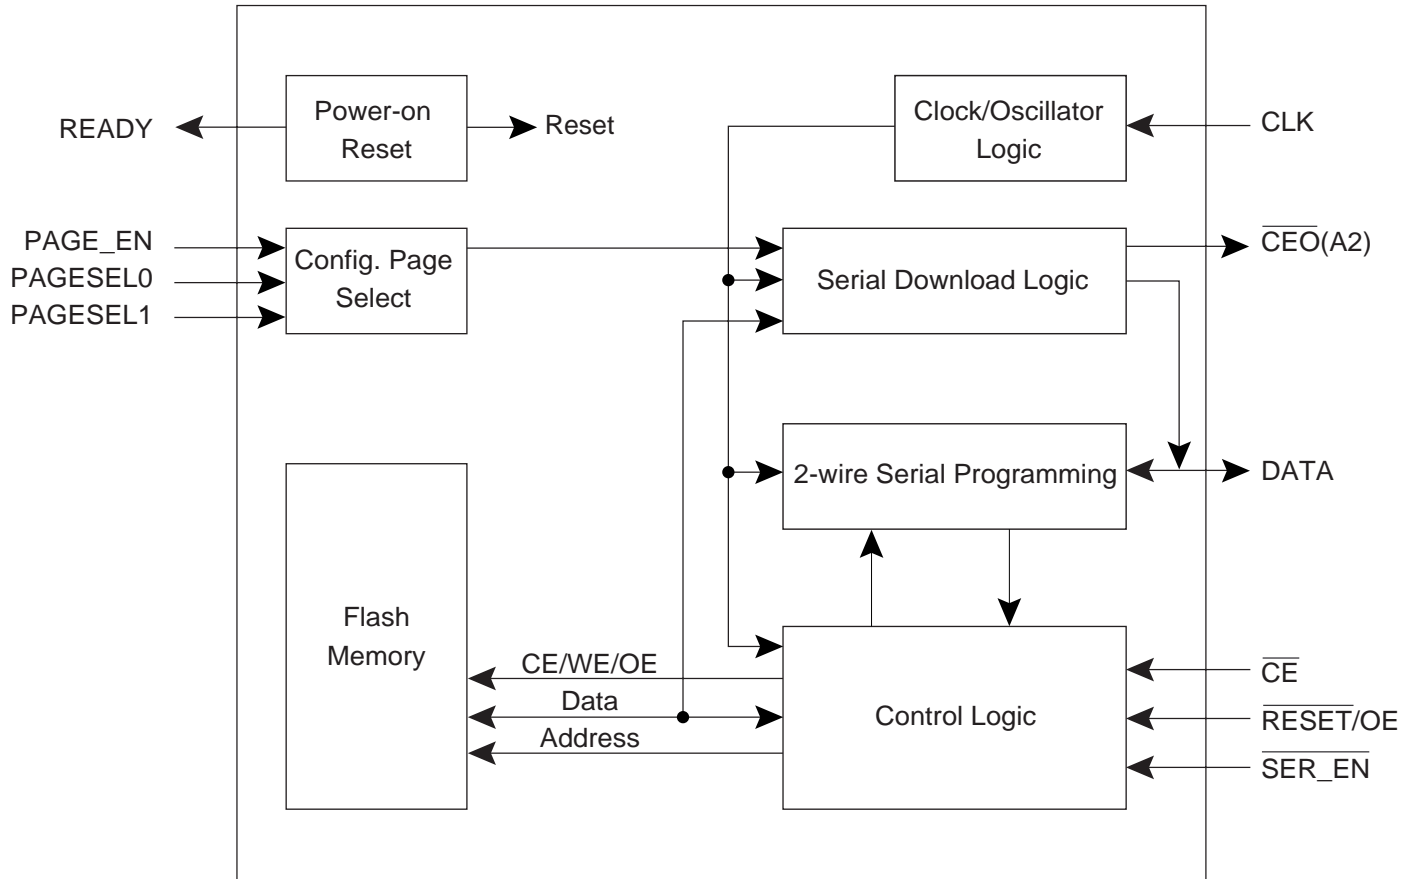 READY
Power-on
Reset
Reset
Clock/Oscillator
Logic
CLK
PAGE_EN
PAGESEL0
PAGESEL1
Config. Page
Select
Serial Download Logic
CEO(A2)
2-wire Serial Programming
DATA
Flash
Memory
CE/WE/OE
Data
Address
Control Logic
CE
RESET/OE
SER_EN